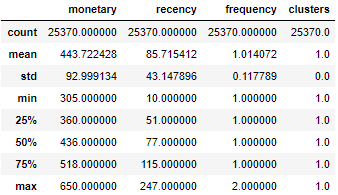 monetary recency frequency clusters
count 25370.000000 25370.000000 25370.000000 25370.0
mean 443.722428 85.715412 1.014072 1.0
std 92.999134 43.147896 0.117789 0.0
min 305.000000 10.000000 1.000000 1.0
25% 360.000000 51.000000 1.000000 1.0
50% 436.000000 77.000000 1.000000 1.0
75% 518.000000 115.000000 1.000000 1.0
max 650.000000 247.000000 2.000000 1.0